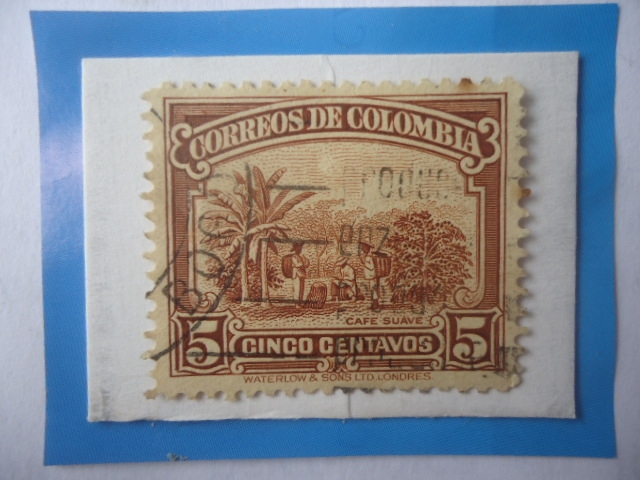 CORREOS DE COLOMBIA
CAFE SUAVE
5 CINCO CENTAVOS 5
WATERLOW & SONS LTD. LONDRES.